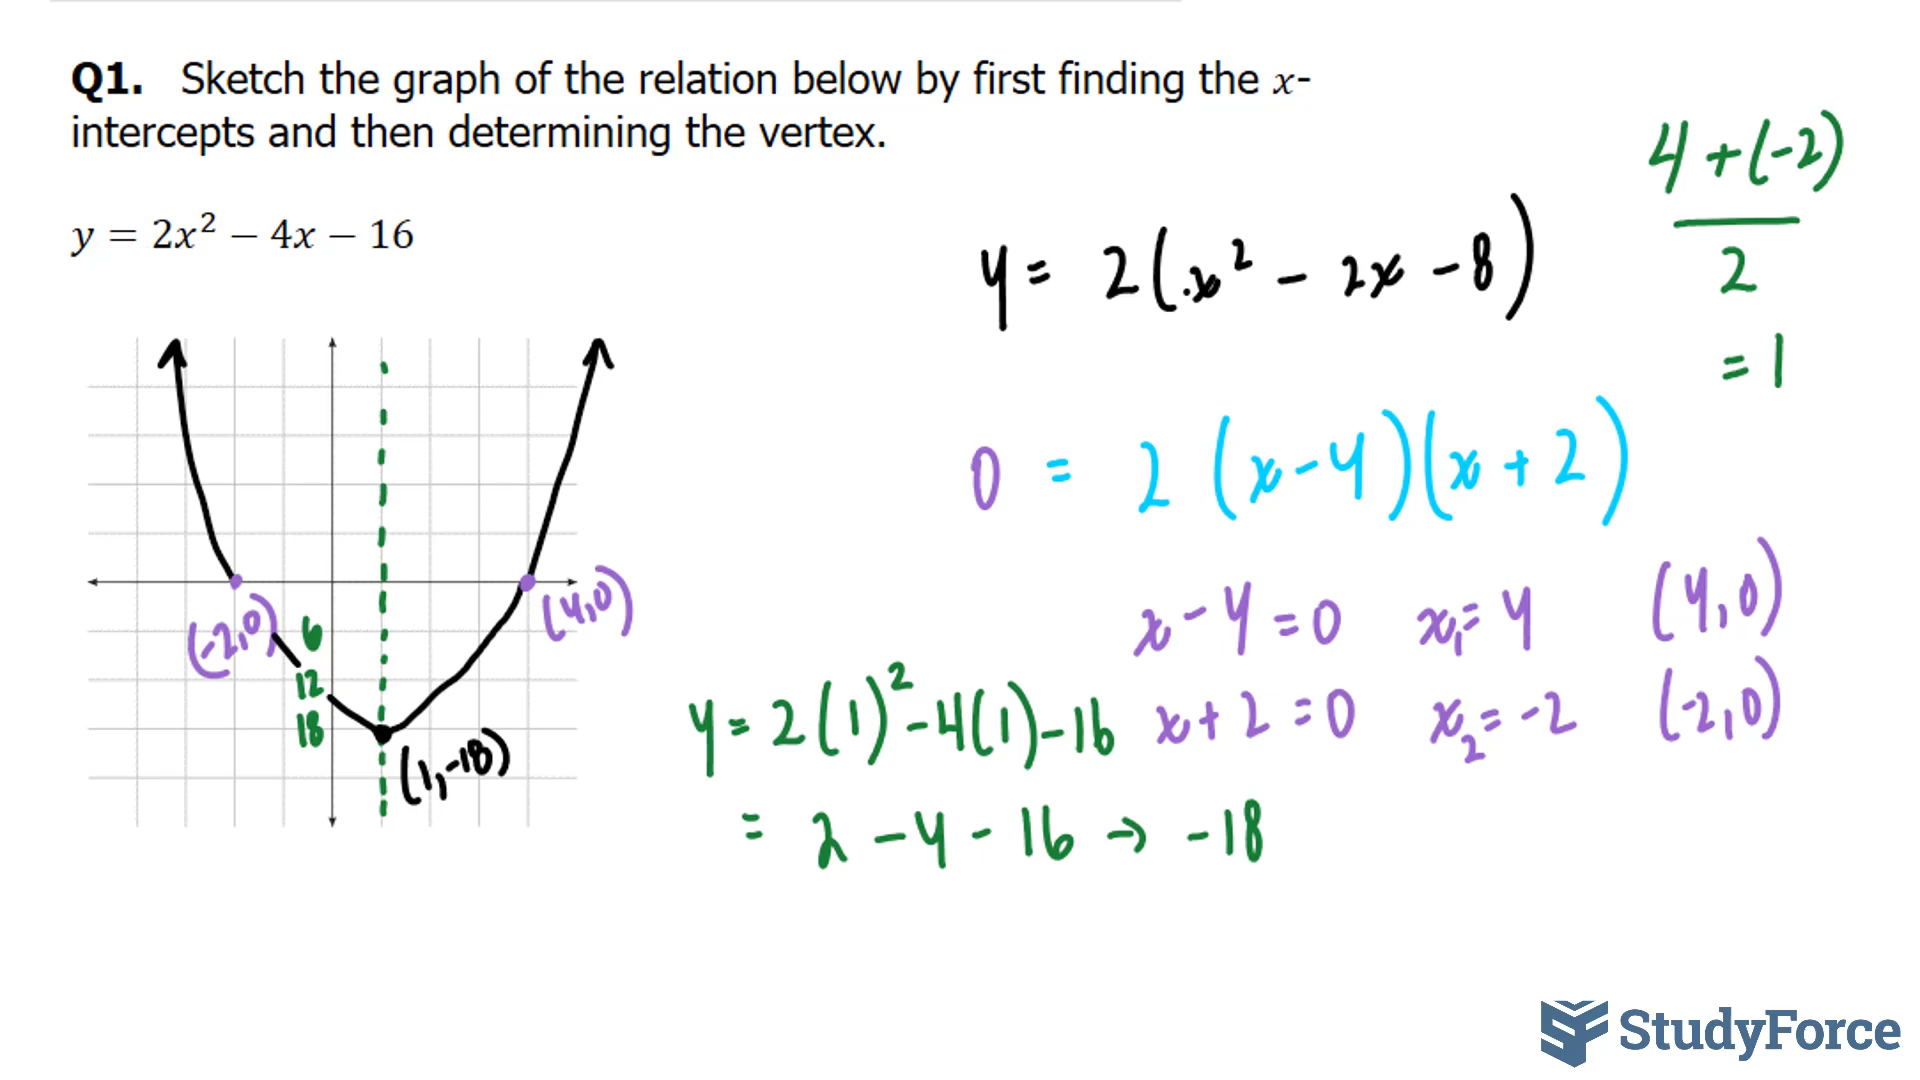 Q1. Sketch the graph of the relation below by first finding the x-
intercepts and then determining the vertex.
y = 2x² − 4x − 16
y = 2(x² − 2x − 8)
4 + (-2)
2
= 1
0 = 2 (x − 4)(x + 2)
x − 4 = 0 x₁ = 4 (4,0)
x + 2 = 0 x₂ = -2 (-2,0)
y = 2(1)² − 4(1) − 16
= 2 − 4 − 16 → -18
(-2,0)
(4,0)
6
12
18
(1,-18)
StudyForce